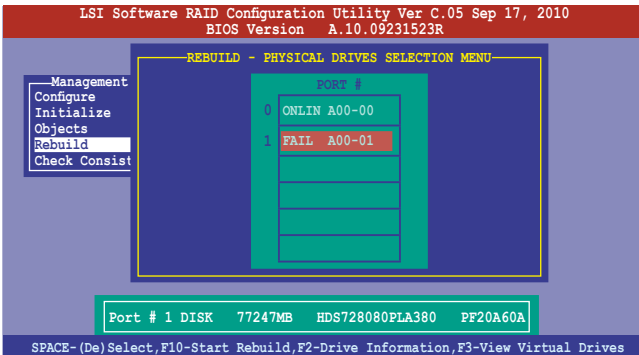 LSI Software RAID Configuration Utility Ver C.05 Sep 17, 2010
BIOS Version A.10.09231523R
REBUILD - PHYSICAL DRIVES SELECTION MENU
Management
Configure
Initialize
Objects
Rebuild
Check Consist
PORT #
0 ONLIN A00-00
1 FAIL A00-01
Port # 1 DISK 77247MB HDS728080PLA380 PF20A60A
SPACE-(De)Select,F10-Start Rebuild,F2-Drive Information,F3-View Virtual Drives